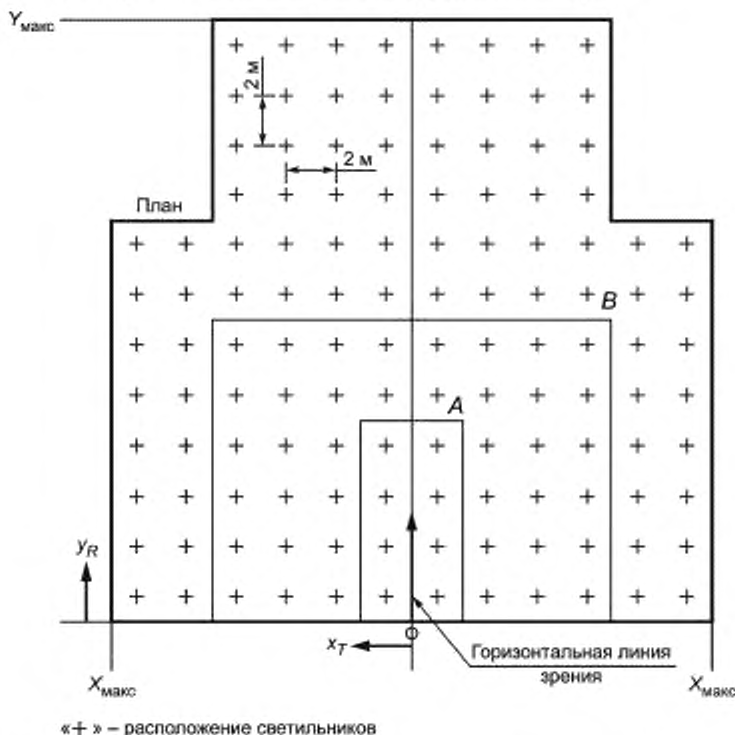 Yмакс
2 м
2 м
План
B
A
yR
O
xT
Горизонтальная линия
зрения
Xмакс
Xмакс
«+» – расположение светильников